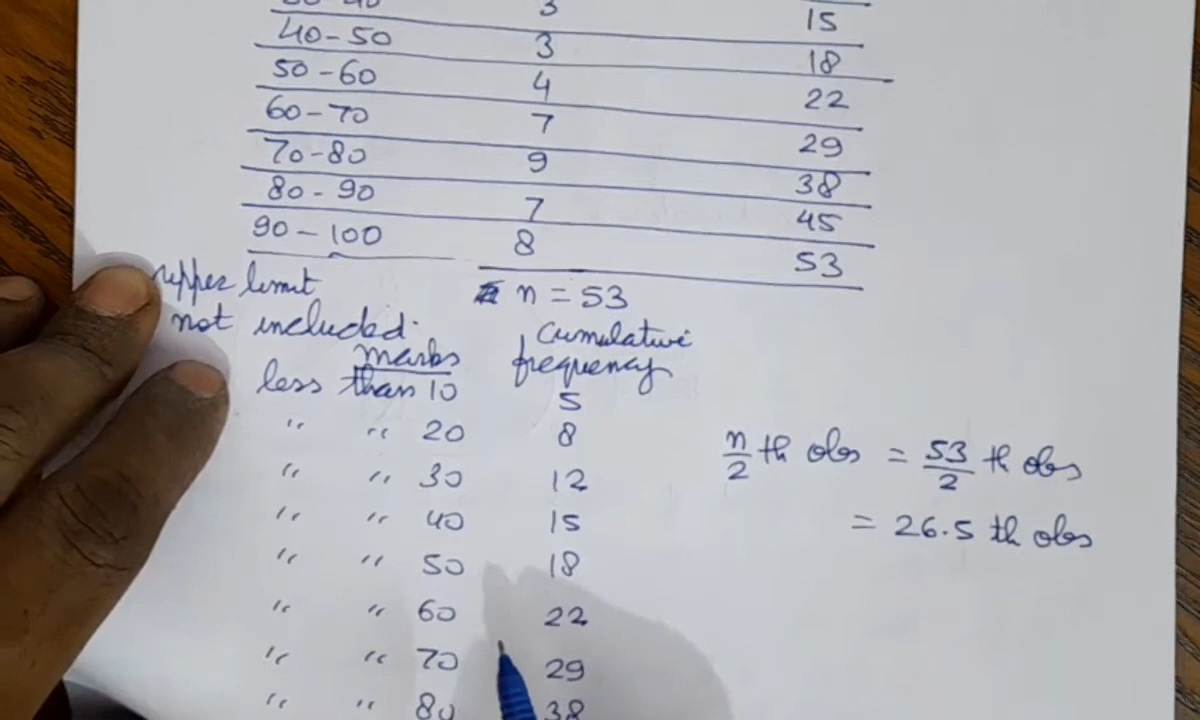 3 15
40-50 3 18
50-60 4 22
60-70 7 29
70-80 9 38
80-90 7 45
90-100 8 53
upper limit n = 53
not included.
marks Cumulative frequency
less than 10 5
" " 20 8
" " 30 12
" " 40 15
" " 50 18
" " 60 22
" " 70 29
" " 80 38
n/2 th obs = 53/2 th obs
= 26.5 th obs